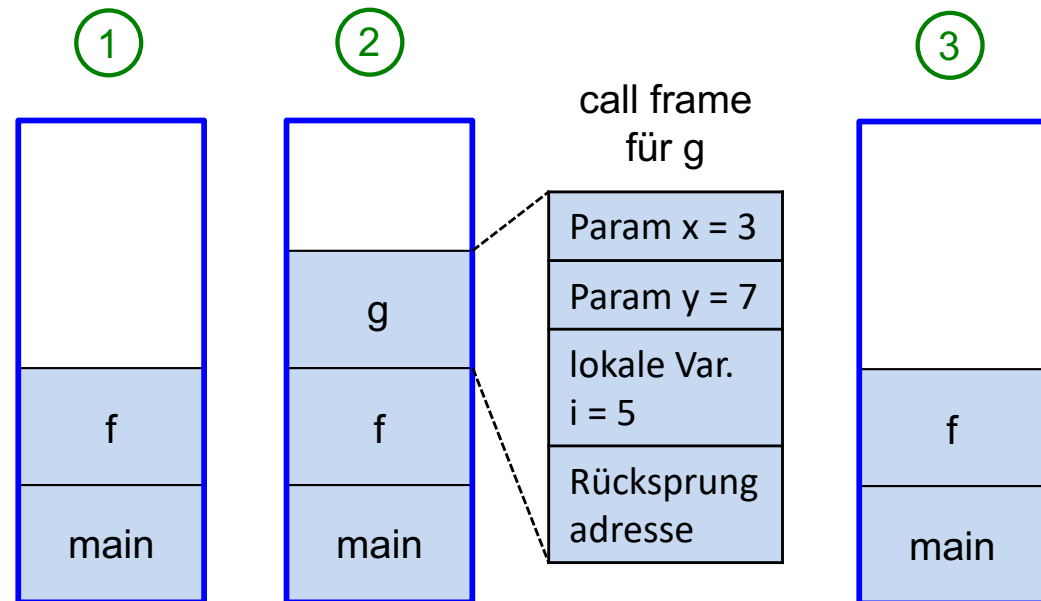 1
2
3
call frame
für g
g
f
main
f
main
Param x = 3
Param y = 7
lokale Var.
i = 5
Rücksprung
adresse
f
main